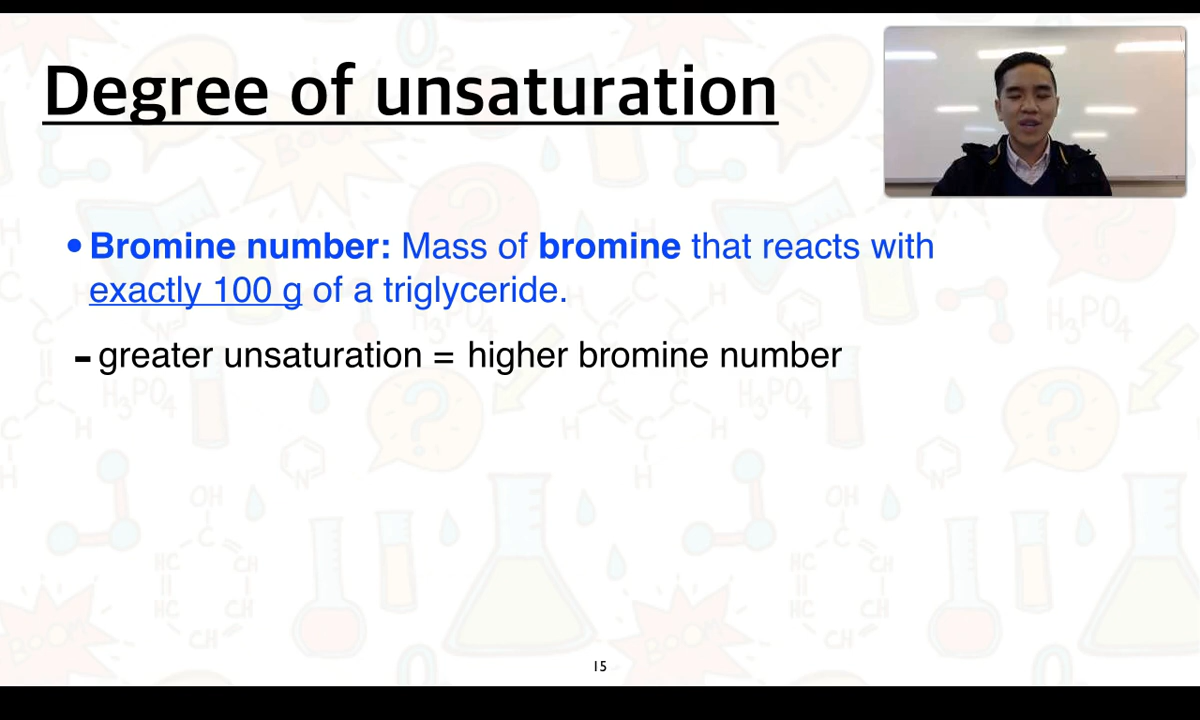 Degree of unsaturation
• Bromine number: Mass of bromine that reacts with
exactly 100 g of a triglyceride.
- greater unsaturation = higher bromine number
15